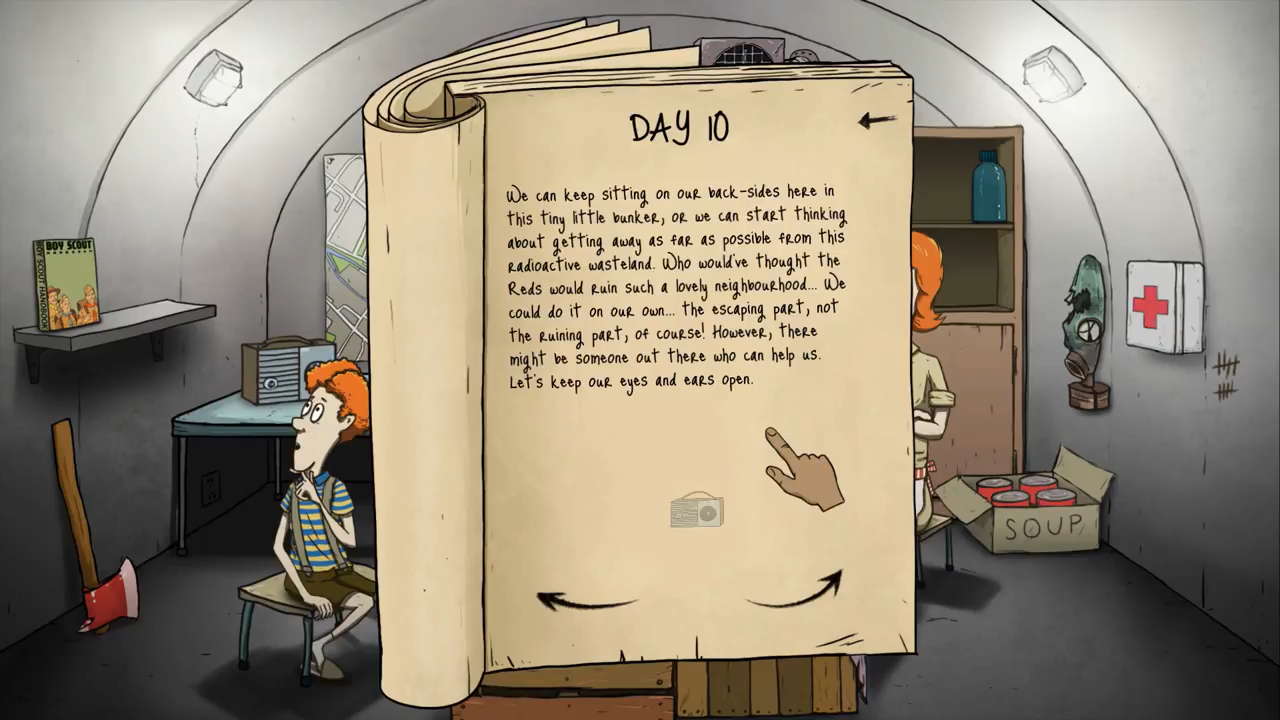 DAY 10
We can keep sitting on our back-sides here in
this tiny little bunker, or we can start thinking
about getting away as far as possible from this
radioactive wasteland. Who would've thought the
Reds would ruin such a lovely neighbourhood... We
could do it on our own... the escaping part, not
the ruining part, of course! However, there
might be someone out there who can help us.
Let's keep our eyes and ears open.
BOY SCOUT
BOY SCOUT HANDBOOK
SOUP